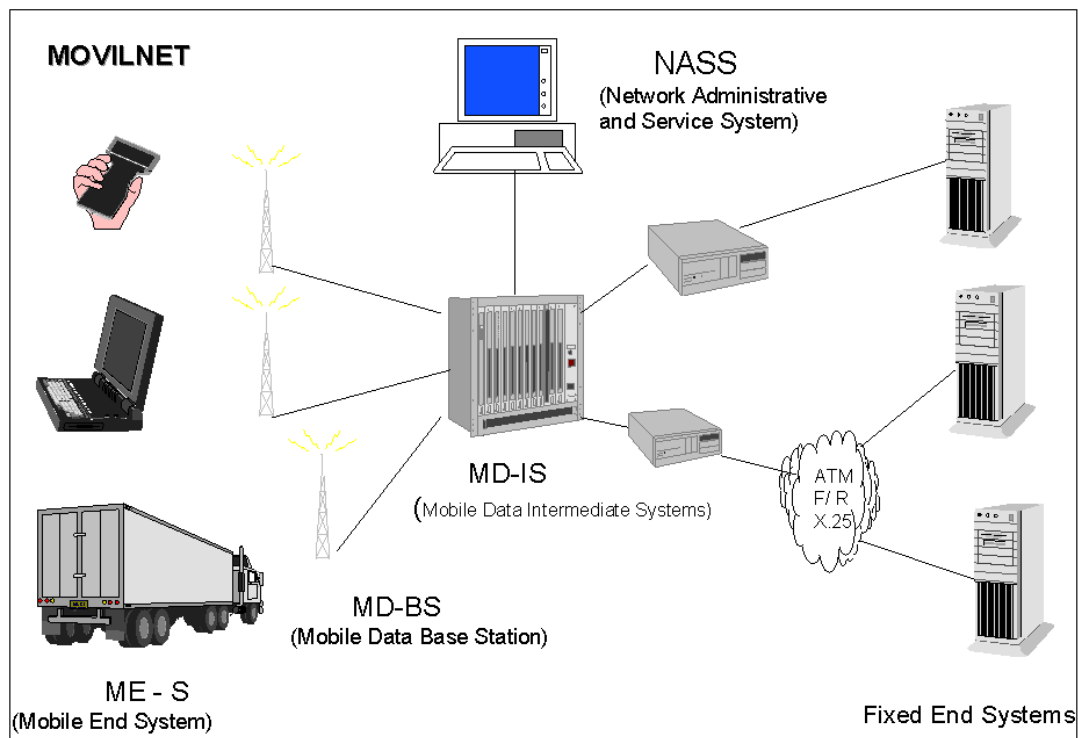 MOVILNET
NASS
(Network Administrative
and Service System)
MD-IS
(Mobile Data Intermediate Systems)
ATM
F/ R
X.25
MD-BS
(Mobile Data Base Station)
ME - S
(Mobile End System)
Fixed End Systems